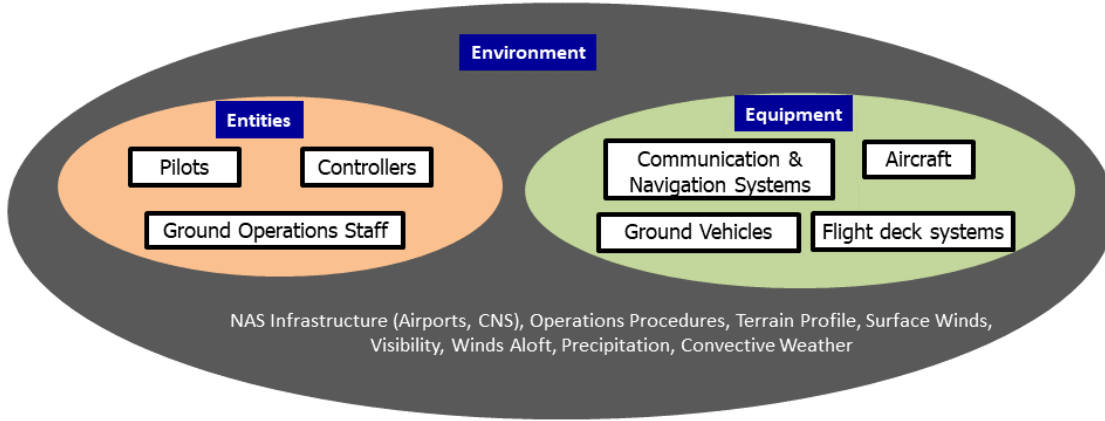 Environment
Entities
Equipment
Pilots
Controllers
Ground Operations Staff
Communication &
Navigation Systems
Aircraft
Ground Vehicles
Flight deck systems
NAS Infrastructure (Airports, CNS), Operations Procedures, Terrain Profile, Surface Winds,
Visibility, Winds Aloft, Precipitation, Convective Weather